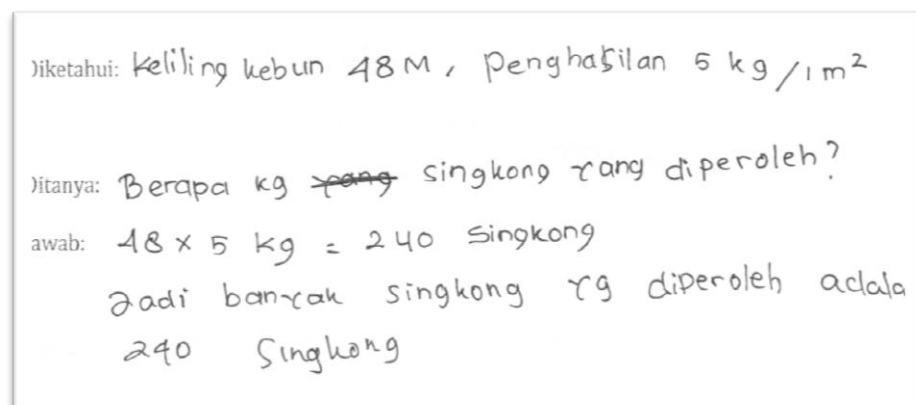 )iketahui: Keliling kebun 48 M, Penghasilan 5 kg/1 m²
)itanya: Berapa kg yang singkong yang diperoleh?
awab: 48 × 5 kg = 240 Singkong
Jadi banyak singkong yg diperoleh adala
240 Singkong